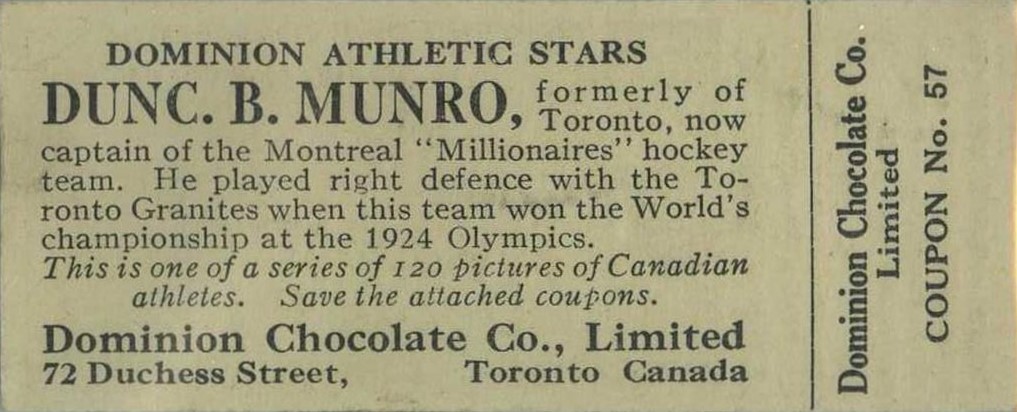 DOMINION ATHLETIC STARS
DUNC. B. MUNRO, formerly of
Toronto, now
captain of the Montreal "Millionaires" hockey
team. He played right defence with the To-
ronto Granites when this team won the World's
championship at the 1924 Olympics.
This is one of a series of 120 pictures of Canadian
athletes. Save the attached coupons.
Dominion Chocolate Co., Limited
72 Duchess Street, Toronto Canada
Dominion Chocolate Co.
Limited
COUPON No. 57